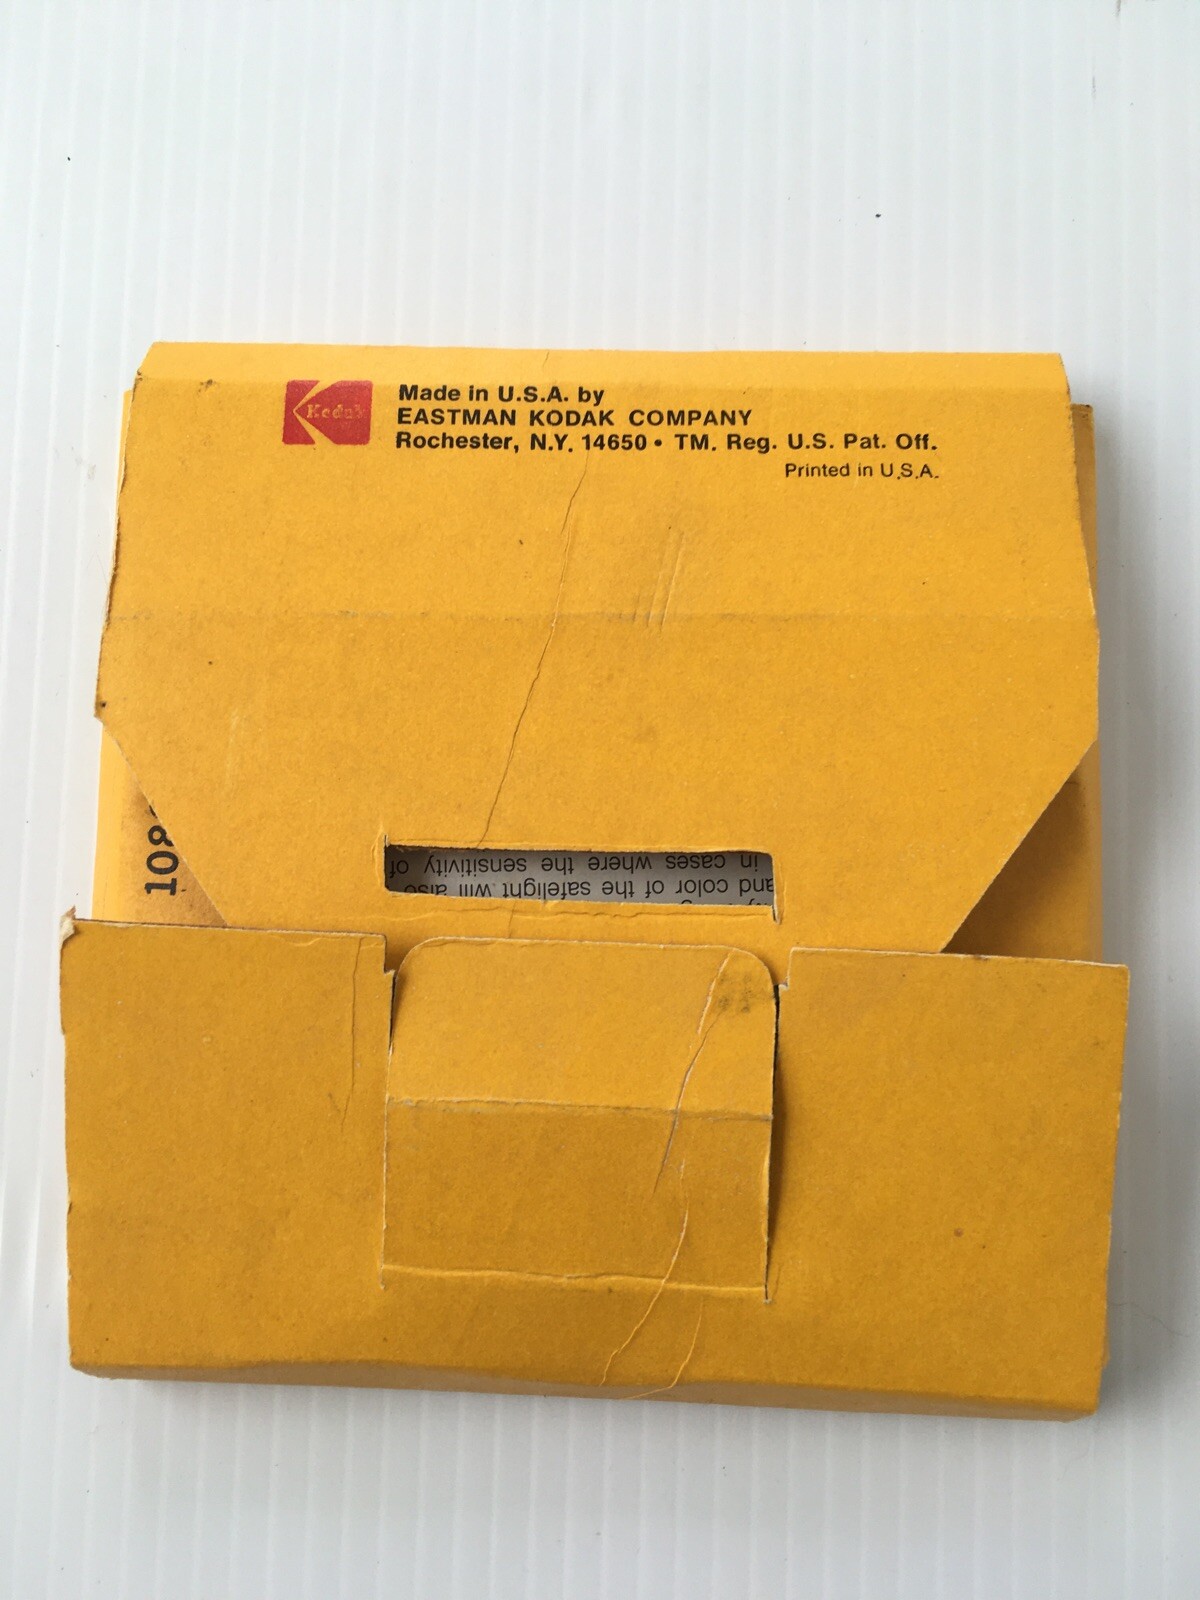 Kodak
Made in U.S.A. by
EASTMAN KODAK COMPANY
Rochester, N.Y. 14650 • TM. Reg. U.S. Pat. Off.
Printed in U.S.A.
108
and color of the safelight will also
in cases where the sensitivity of